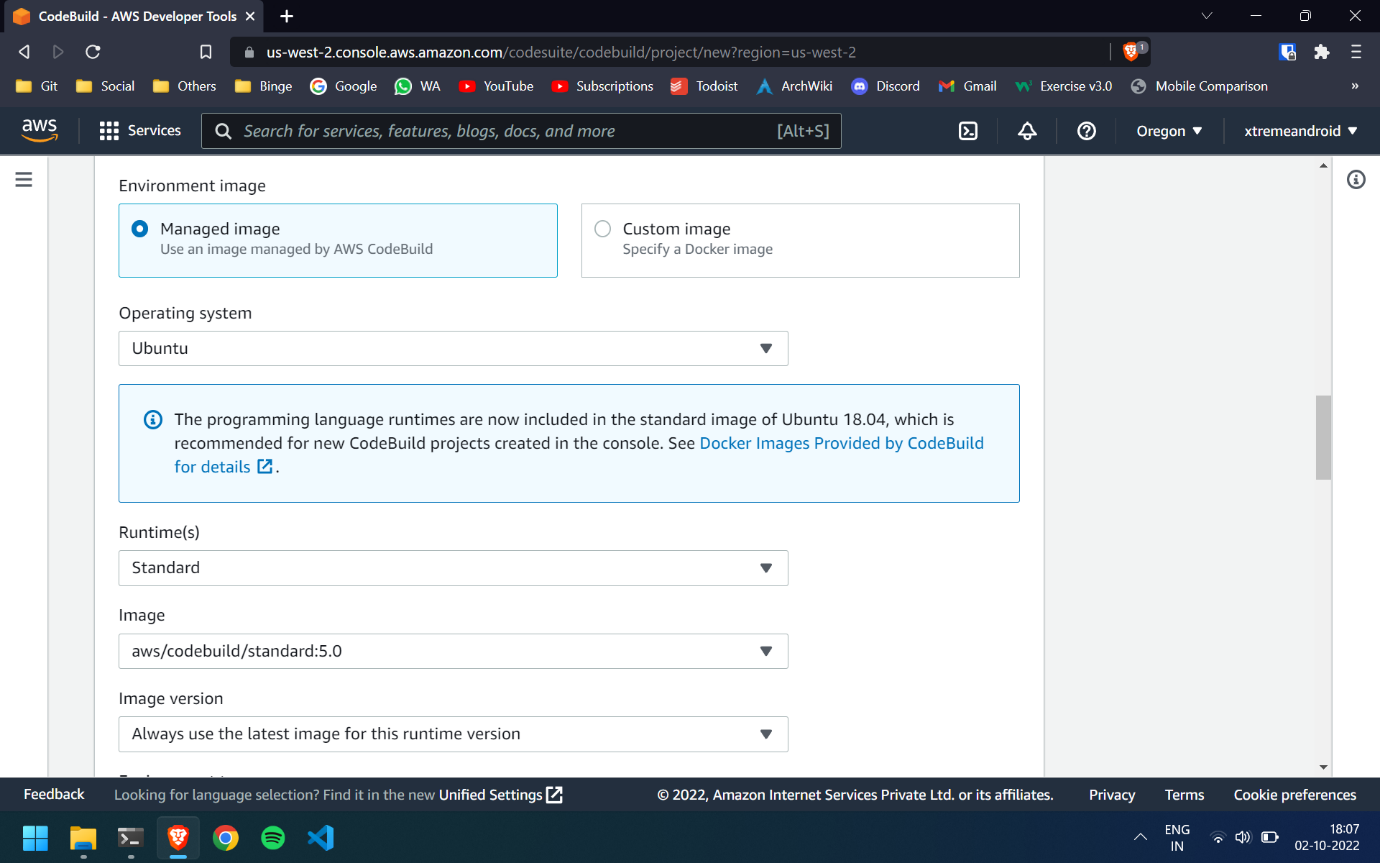 CodeBuild - AWS Developer Tools
us-west-2.console.aws.amazon.com/codesuite/codebuild/project/new?region=us-west-2
1
Git Social Others Binge Google WA YouTube Subscriptions Todoist ArchWiki Discord Gmail Exercise v3.0 Mobile Comparison »
aws Services Search for services, features, blogs, docs, and more [Alt+S] Oregon ▼ xtremeandroid ▼
Environment image
Managed image
Use an image managed by AWS CodeBuild
Custom image
Specify a Docker image
Operating system
Ubuntu
The programming language runtimes are now included in the standard image of Ubuntu 18.04, which is
recommended for new CodeBuild projects created in the console. See Docker Images Provided by CodeBuild
for details .
Runtime(s)
Standard
Image
aws/codebuild/standard:5.0
Image version
Always use the latest image for this runtime version
Feedback Looking for language selection? Find it in the new Unified Settings © 2022, Amazon Internet Services Private Ltd. or its affiliates. Privacy Terms Cookie preferences
ENG
IN
18:07
02-10-2022